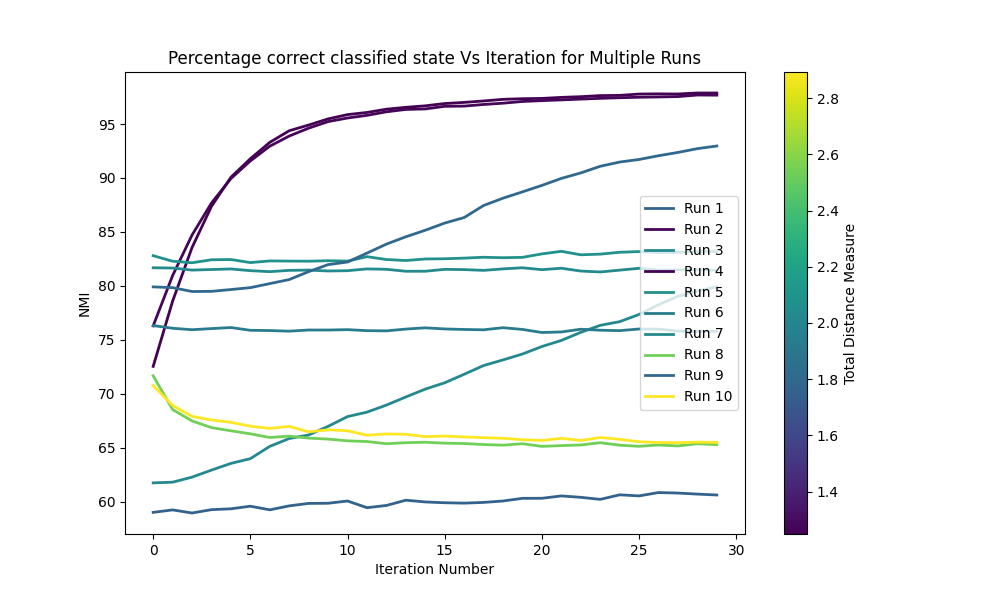 Percentage correct classified state Vs Iteration for Multiple Runs
NMI
95
90
85
80
75
70
65
60
0
5
10
15
20
25
30
Iteration Number
Run 1
Run 2
Run 3
Run 4
Run 5
Run 6
Run 7
Run 8
Run 9
Run 10
2.8
2.6
2.4
2.2
2.0
1.8
1.6
1.4
Total Distance Measure